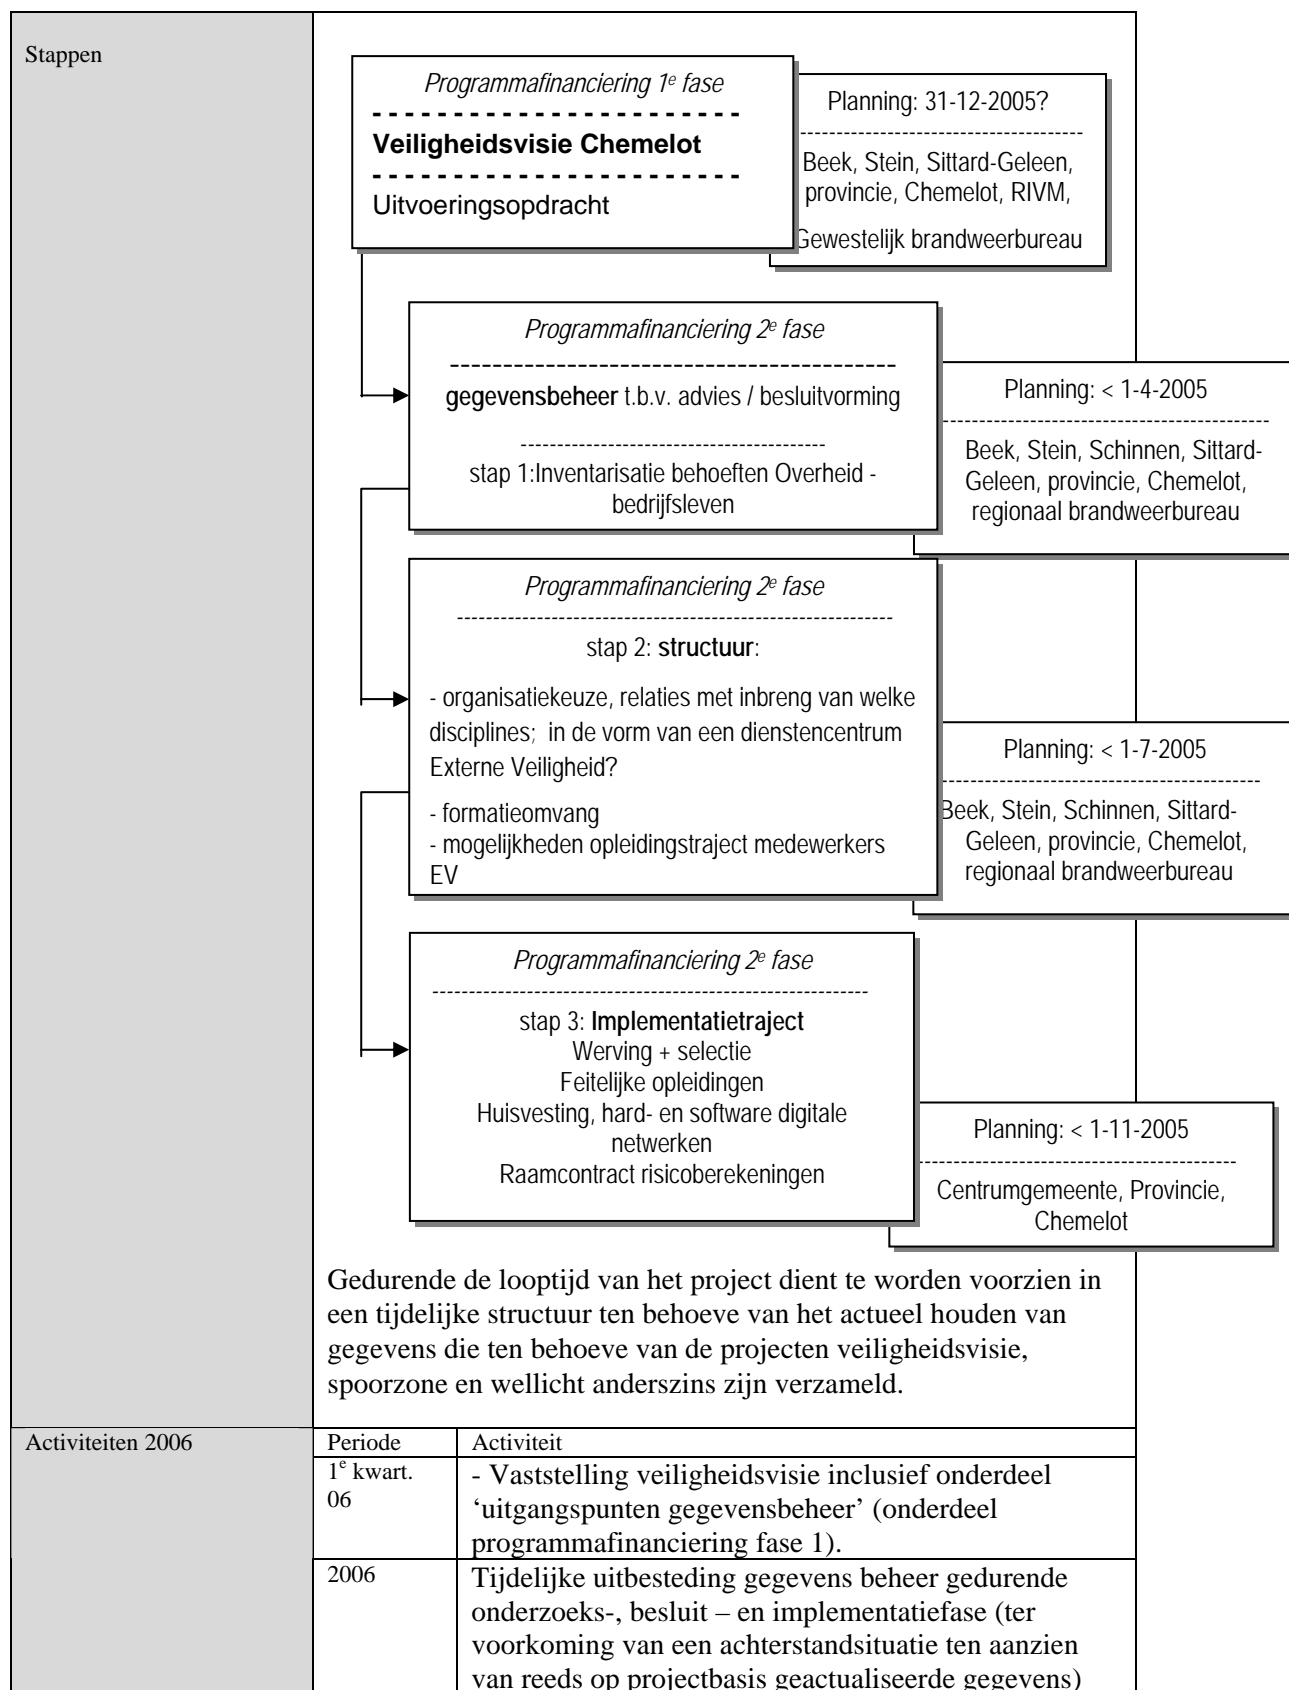 Stappen
Programmafinanciering 1e fase
- - - - - - - - - - - - - - - - - - - - - - - -
Veiligheidsvisie Chemelot
- - - - - - - - - - - - - - - - - - - - - - - -
Uitvoeringsopdracht
Planning: 31-12-2005?
---------------------------------------
Beek, Stein, Sittard-Geleen,
provincie, Chemelot, RIVM,
Gewestelijk brandweerbureau
Programmafinanciering 2e fase
------------------------------------------
gegevensbeheer t.b.v. advies / besluitvorming
------------------------------------------
stap 1:Inventarisatie behoeften Overheid -
bedrijfsleven
Planning: < 1-4-2005
---------------------------------------------
Beek, Stein, Schinnen, Sittard-
Geleen, provincie, Chemelot,
regionaal brandweerbureau
Programmafinanciering 2e fase
------------------------------------------------------------
stap 2: structuur:
- organisatiekeuze, relaties met inbreng van welke
disciplines;  in de vorm van een dienstencentrum
Externe Veiligheid?
- formatieomvang
- mogelijkheden opleidingstraject medewerkers
EV
Planning: < 1-7-2005
--------------------------------------------
Beek, Stein, Schinnen, Sittard-
Geleen, provincie, Chemelot,
regionaal brandweerbureau
Programmafinanciering 2e fase
------------------------------------------------------------
stap 3: Implementatietraject
Werving + selectie
Feitelijke opleidingen
Huisvesting, hard- en software digitale
netwerken
Raamcontract risicoberekeningen
Planning: < 1-11-2005
--------------------------------------------
Centrumgemeente, Provincie,
Chemelot
Gedurende de looptijd van het project dient te worden voorzien in
een tijdelijke structuur ten behoeve van het actueel houden van
gegevens die ten behoeve van de projecten veiligheidsvisie,
spoorzone en wellicht anderszins zijn verzameld.
Activiteiten 2006
Periode
Activiteit
1e kwart.
06
- Vaststelling veiligheidsvisie inclusief onderdeel
‘uitgangspunten gegevensbeheer’ (onderdeel
programmafinanciering fase 1).
2006
Tijdelijke uitbesteding gegevens beheer gedurende
onderzoeks-, besluit – en implementatiefase (ter
voorkoming van een achterstandsituatie ten aanzien
van reeds op projectbasis geactualiseerde gegevens)